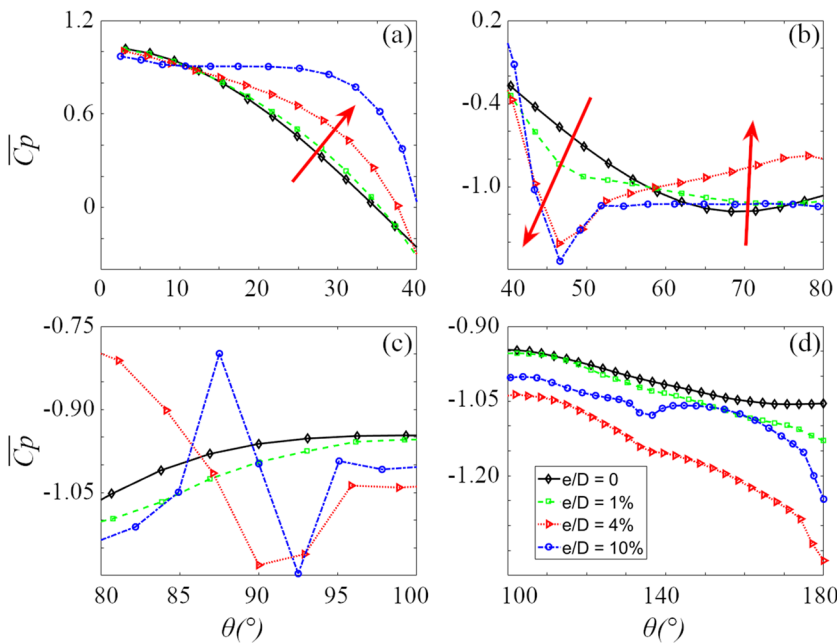 1.2
0.6
0
C̅p̅
(a)
0
10
20
30
40
0.2
-0.4
-1.0
(b)
40
50
60
70
80
-0.75
-0.90
-1.05
C̅p̅
(c)
80
85
90
95
100
θ(°)
-0.90
-1.05
-1.20
(d)
e/D = 0
e/D = 1%
e/D = 4%
e/D = 10%
100
140
180
θ(°)